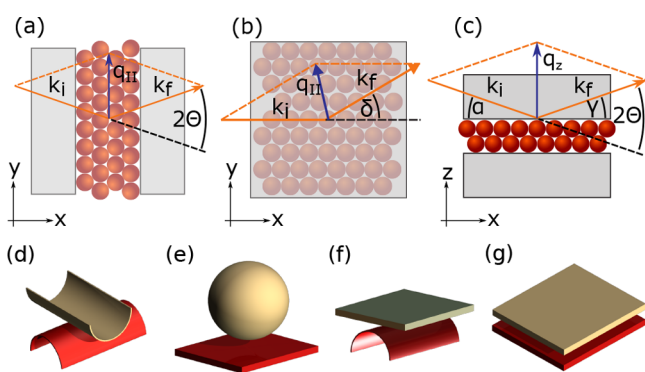 (a)
k_i
q_II
k_f
2Θ
y
x
(b)
q_II
k_f
k_i
δ
y
x
(c)
q_z
k_i
k_f
α
γ
2Θ
z
x
(d)
(e)
(f)
(g)